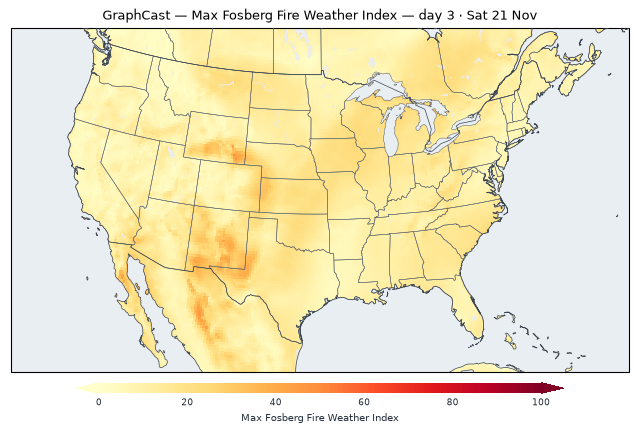 GraphCast — Max Fosberg Fire Weather Index — day 3 · Sat 21 Nov
0 20 40 60 80 100
Max Fosberg Fire Weather Index